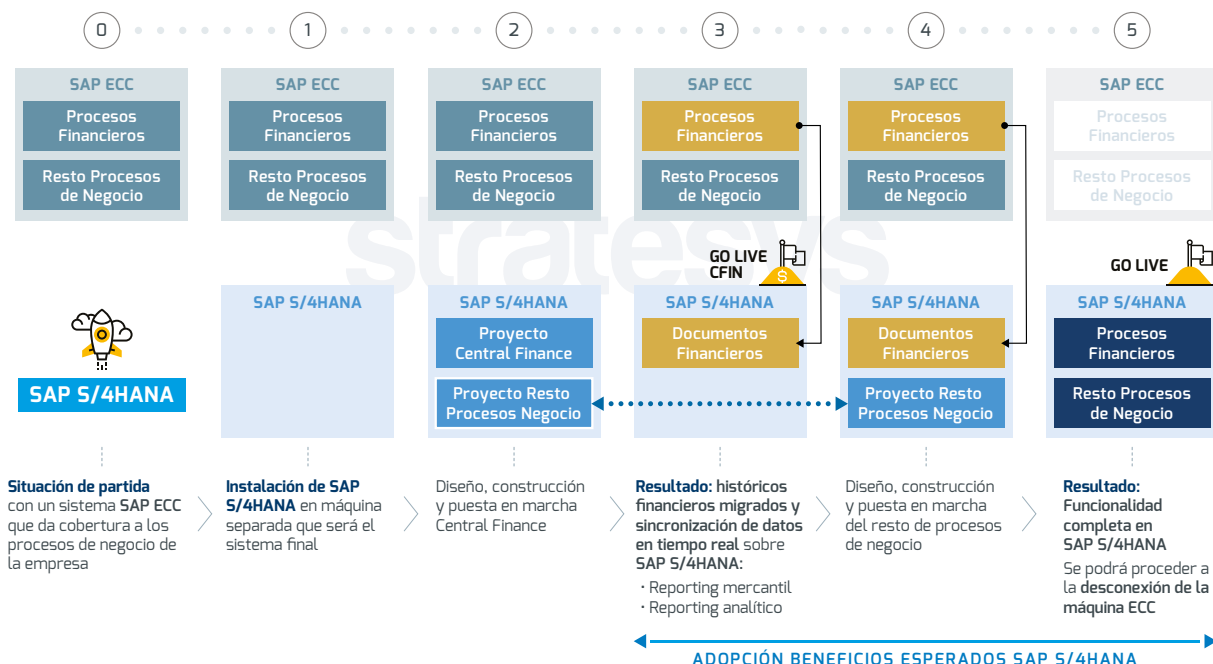 0
1
2
3
4
5
SAP ECC
Procesos
Financieros
Resto Procesos
de Negocio
SAP ECC
Procesos
Financieros
Resto Procesos
de Negocio
SAP ECC
Procesos
Financieros
Resto Procesos
de Negocio
SAP ECC
Procesos
Financieros
Resto Procesos
de Negocio
SAP ECC
Procesos
Financieros
Resto Procesos
de Negocio
SAP ECC
Procesos
Financieros
Resto Procesos
de Negocio
stratesys
GO LIVE
CFIN
$
GO LIVE
SAP S/4HANA
SAP S/4HANA
SAP S/4HANA
Proyecto
Central Finance
Proyecto Resto
Procesos Negocio
SAP S/4HANA
Documentos
Financieros
SAP S/4HANA
Documentos
Financieros
Proyecto Resto
Procesos Negocio
SAP S/4HANA
Procesos
Financieros
Resto Procesos
de Negocio
Situación de partida
con un sistema SAP ECC
que da cobertura a los
procesos de negocio de
la empresa
Instalación de SAP
S/4HANA en máquina
separada que será el
sistema final
Diseño, construcción
y puesta en marcha
Central Finance
Resultado: históricos
financieros migrados y
sincronización de datos
en tiempo real sobre
SAP S/4HANA:
· Reporting mercantil
· Reporting analítico
Diseño, construcción
y puesta en marcha
del resto de procesos
de negocio
Resultado:
Funcionalidad
completa en
SAP S/4HANA
Se podrá proceder a
la desconexión de la
máquina ECC
ADOPCIÓN BENEFICIOS ESPERADOS SAP S/4HANA